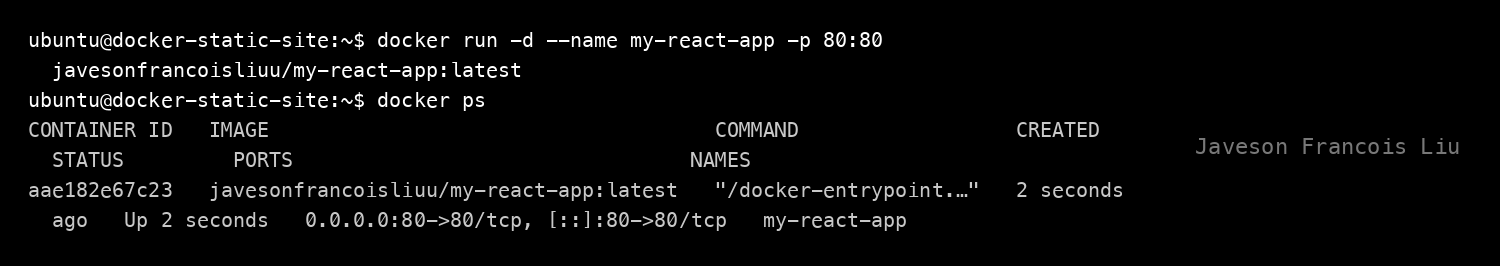 ubuntu@docker-static-site:~$ docker run -d --name my-react-app -p 80:80
javesonfrancoisliuu/my-react-app:latest
ubuntu@docker-static-site:~$ docker ps
CONTAINER ID   IMAGE                                     COMMAND                  CREATED
STATUS         PORTS                                 NAMES
Javeson Francois Liu
aae182e67c23   javesonfrancoisliuu/my-react-app:latest   "/docker-entrypoint.…"   2 seconds
ago   Up 2 seconds   0.0.0.0:80->80/tcp, [::]:80->80/tcp   my-react-app